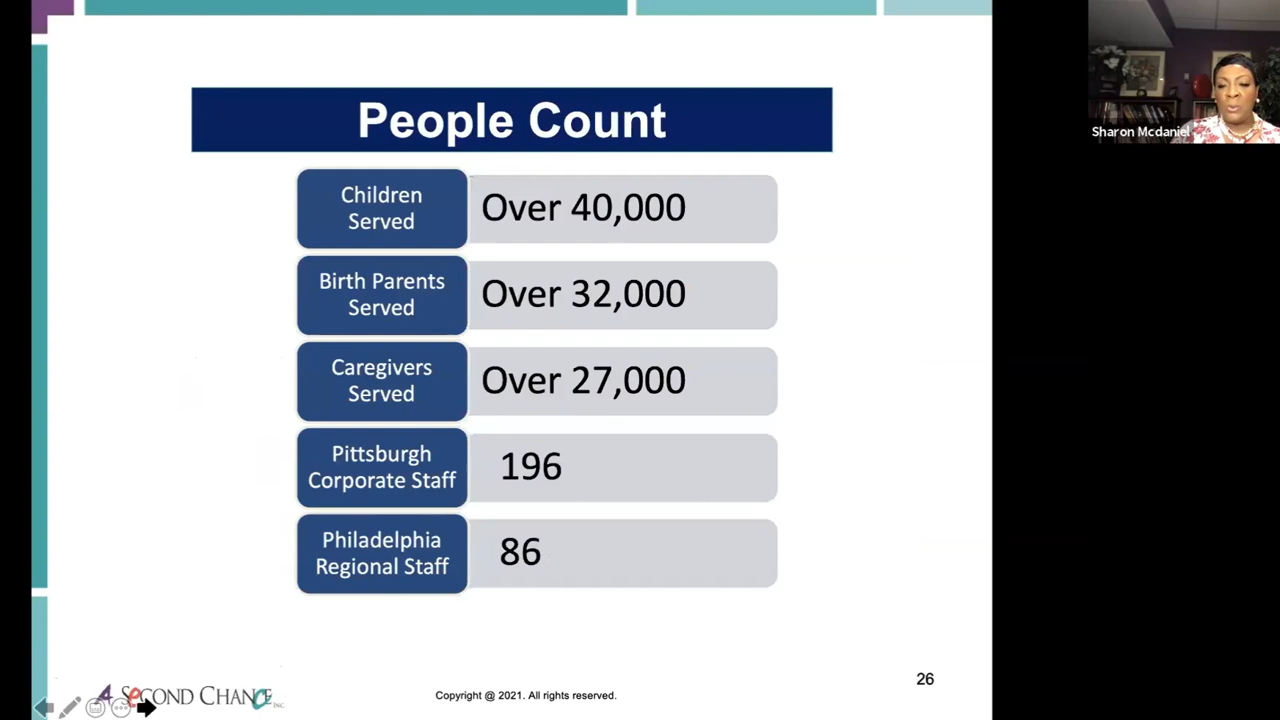 People Count
Children
Served
Over 40,000
Birth Parents
Served
Over 32,000
Caregivers
Served
Over 27,000
Pittsburgh
Corporate Staff
196
Philadelphia
Regional Staff
86
Sharon Mcdaniel
A SECOND CHANCE INC.
Copyright @ 2021. All rights reserved.
26